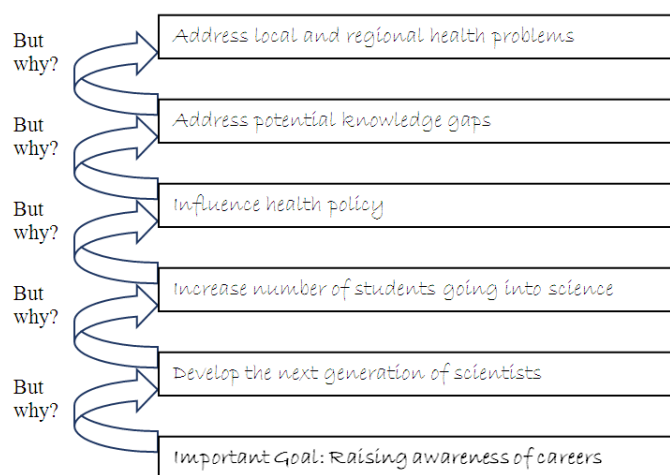 But
why?
Address local and regional health problems
But
why?
Address potential knowledge gaps
But
why?
Influence health policy
But
why?
Increase number of students going into science
But
why?
Develop the next generation of scientists
Important Goal: Raising awareness of careers